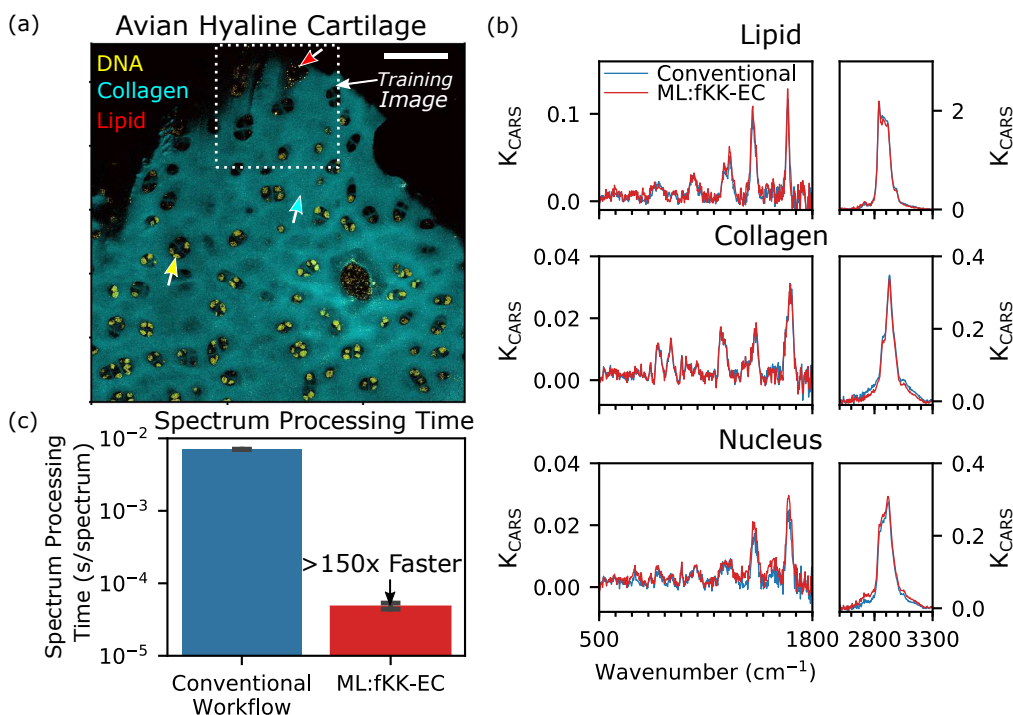 (a)
Avian Hyaline Cartilage
DNA
Collagen
Lipid
Training
Image
(b)
Lipid
Conventional
ML:fKK-EC
K_CARS
0.1
0.0
2
0
K_CARS
Collagen
K_CARS
0.04
0.02
0.00
0.4
0.2
0.0
K_CARS
Nucleus
K_CARS
0.04
0.02
0.00
0.4
0.2
0.0
K_CARS
500
1800
2800
3300
Wavenumber (cm⁻¹)
(c)
Spectrum Processing Time
Spectrum Processing
Time (s/spectrum)
10⁻²
10⁻³
10⁻⁴
10⁻⁵
>150x Faster
Conventional
Workflow
ML:fKK-EC